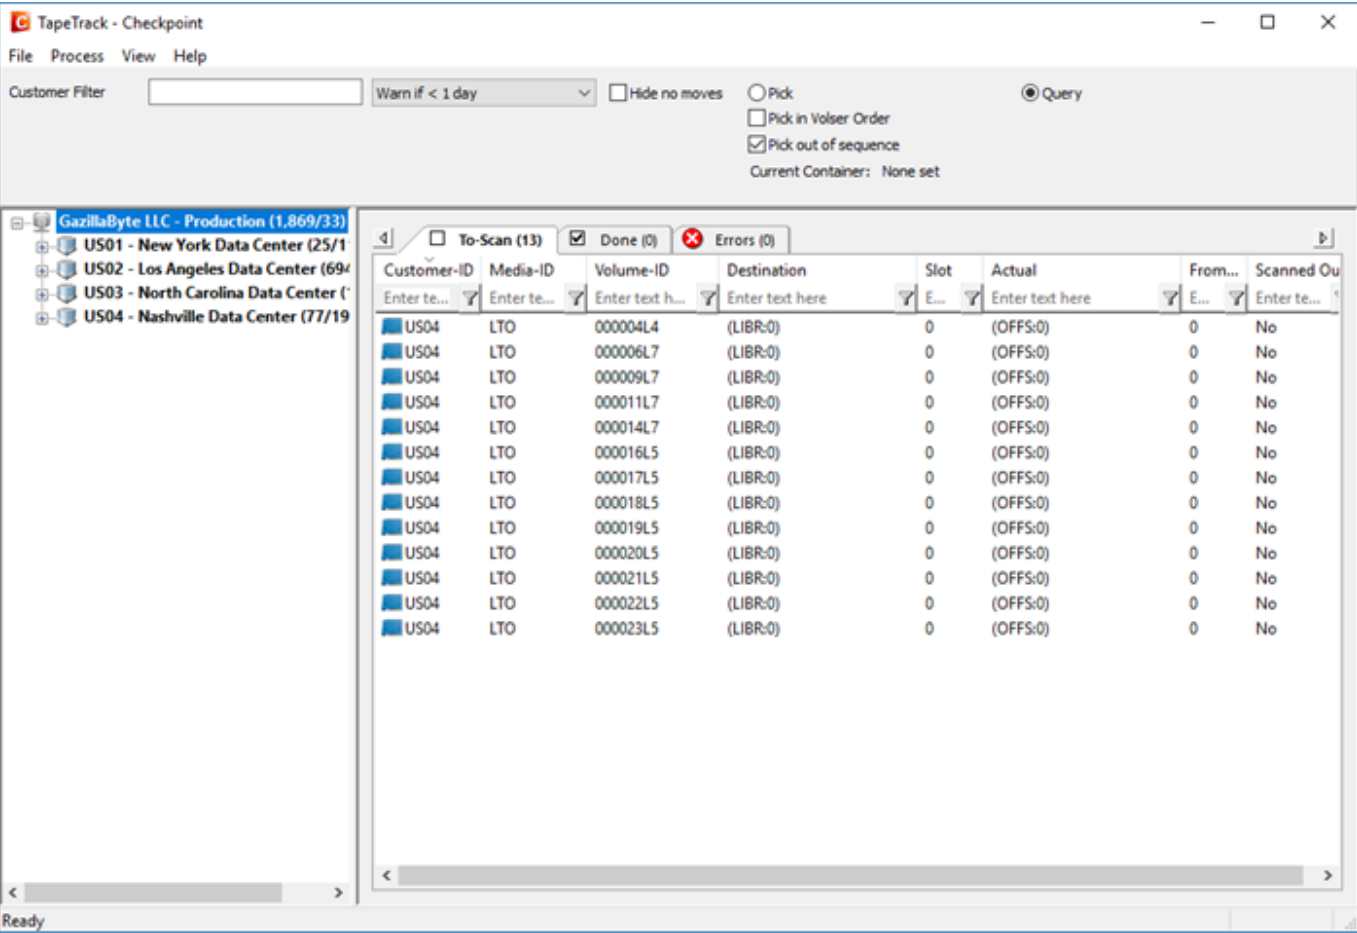 TapeTrack - Checkpoint
File Process View Help
Customer Filter
Warn if < 1 day
Hide no moves
Pick
Query
Pick in Volser Order
Pick out of sequence
Current Container: None set
GazillaByte LLC - Production (1,869/33)
US01 - New York Data Center (25/1
US02 - Los Angeles Data Center (694
US03 - North Carolina Data Center (
US04 - Nashville Data Center (77/19
To-Scan (13) Done (0) Errors (0)
Customer-ID Media-ID Volume-ID Destination Slot Actual From... Scanned Ou
Enter te... Enter te... Enter text h... Enter text here E... Enter text here E... Enter te...
US04 LTO 000004L4 (LIBR:0) 0 (OFFS:0) 0 No
US04 LTO 000006L7 (LIBR:0) 0 (OFFS:0) 0 No
US04 LTO 000009L7 (LIBR:0) 0 (OFFS:0) 0 No
US04 LTO 000011L7 (LIBR:0) 0 (OFFS:0) 0 No
US04 LTO 000014L7 (LIBR:0) 0 (OFFS:0) 0 No
US04 LTO 000016L5 (LIBR:0) 0 (OFFS:0) 0 No
US04 LTO 000017L5 (LIBR:0) 0 (OFFS:0) 0 No
US04 LTO 000018L5 (LIBR:0) 0 (OFFS:0) 0 No
US04 LTO 000019L5 (LIBR:0) 0 (OFFS:0) 0 No
US04 LTO 000020L5 (LIBR:0) 0 (OFFS:0) 0 No
US04 LTO 000021L5 (LIBR:0) 0 (OFFS:0) 0 No
US04 LTO 000022L5 (LIBR:0) 0 (OFFS:0) 0 No
US04 LTO 000023L5 (LIBR:0) 0 (OFFS:0) 0 No
Ready